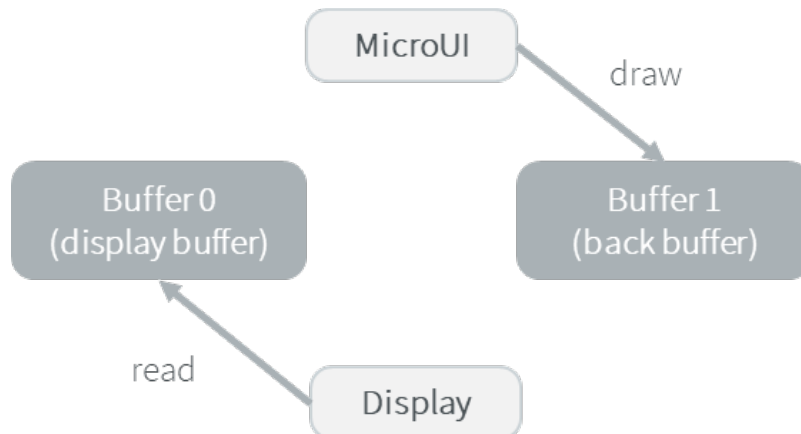 MicroUI
draw
Buffer 0
(display buffer)
Buffer 1
(back buffer)
read
Display